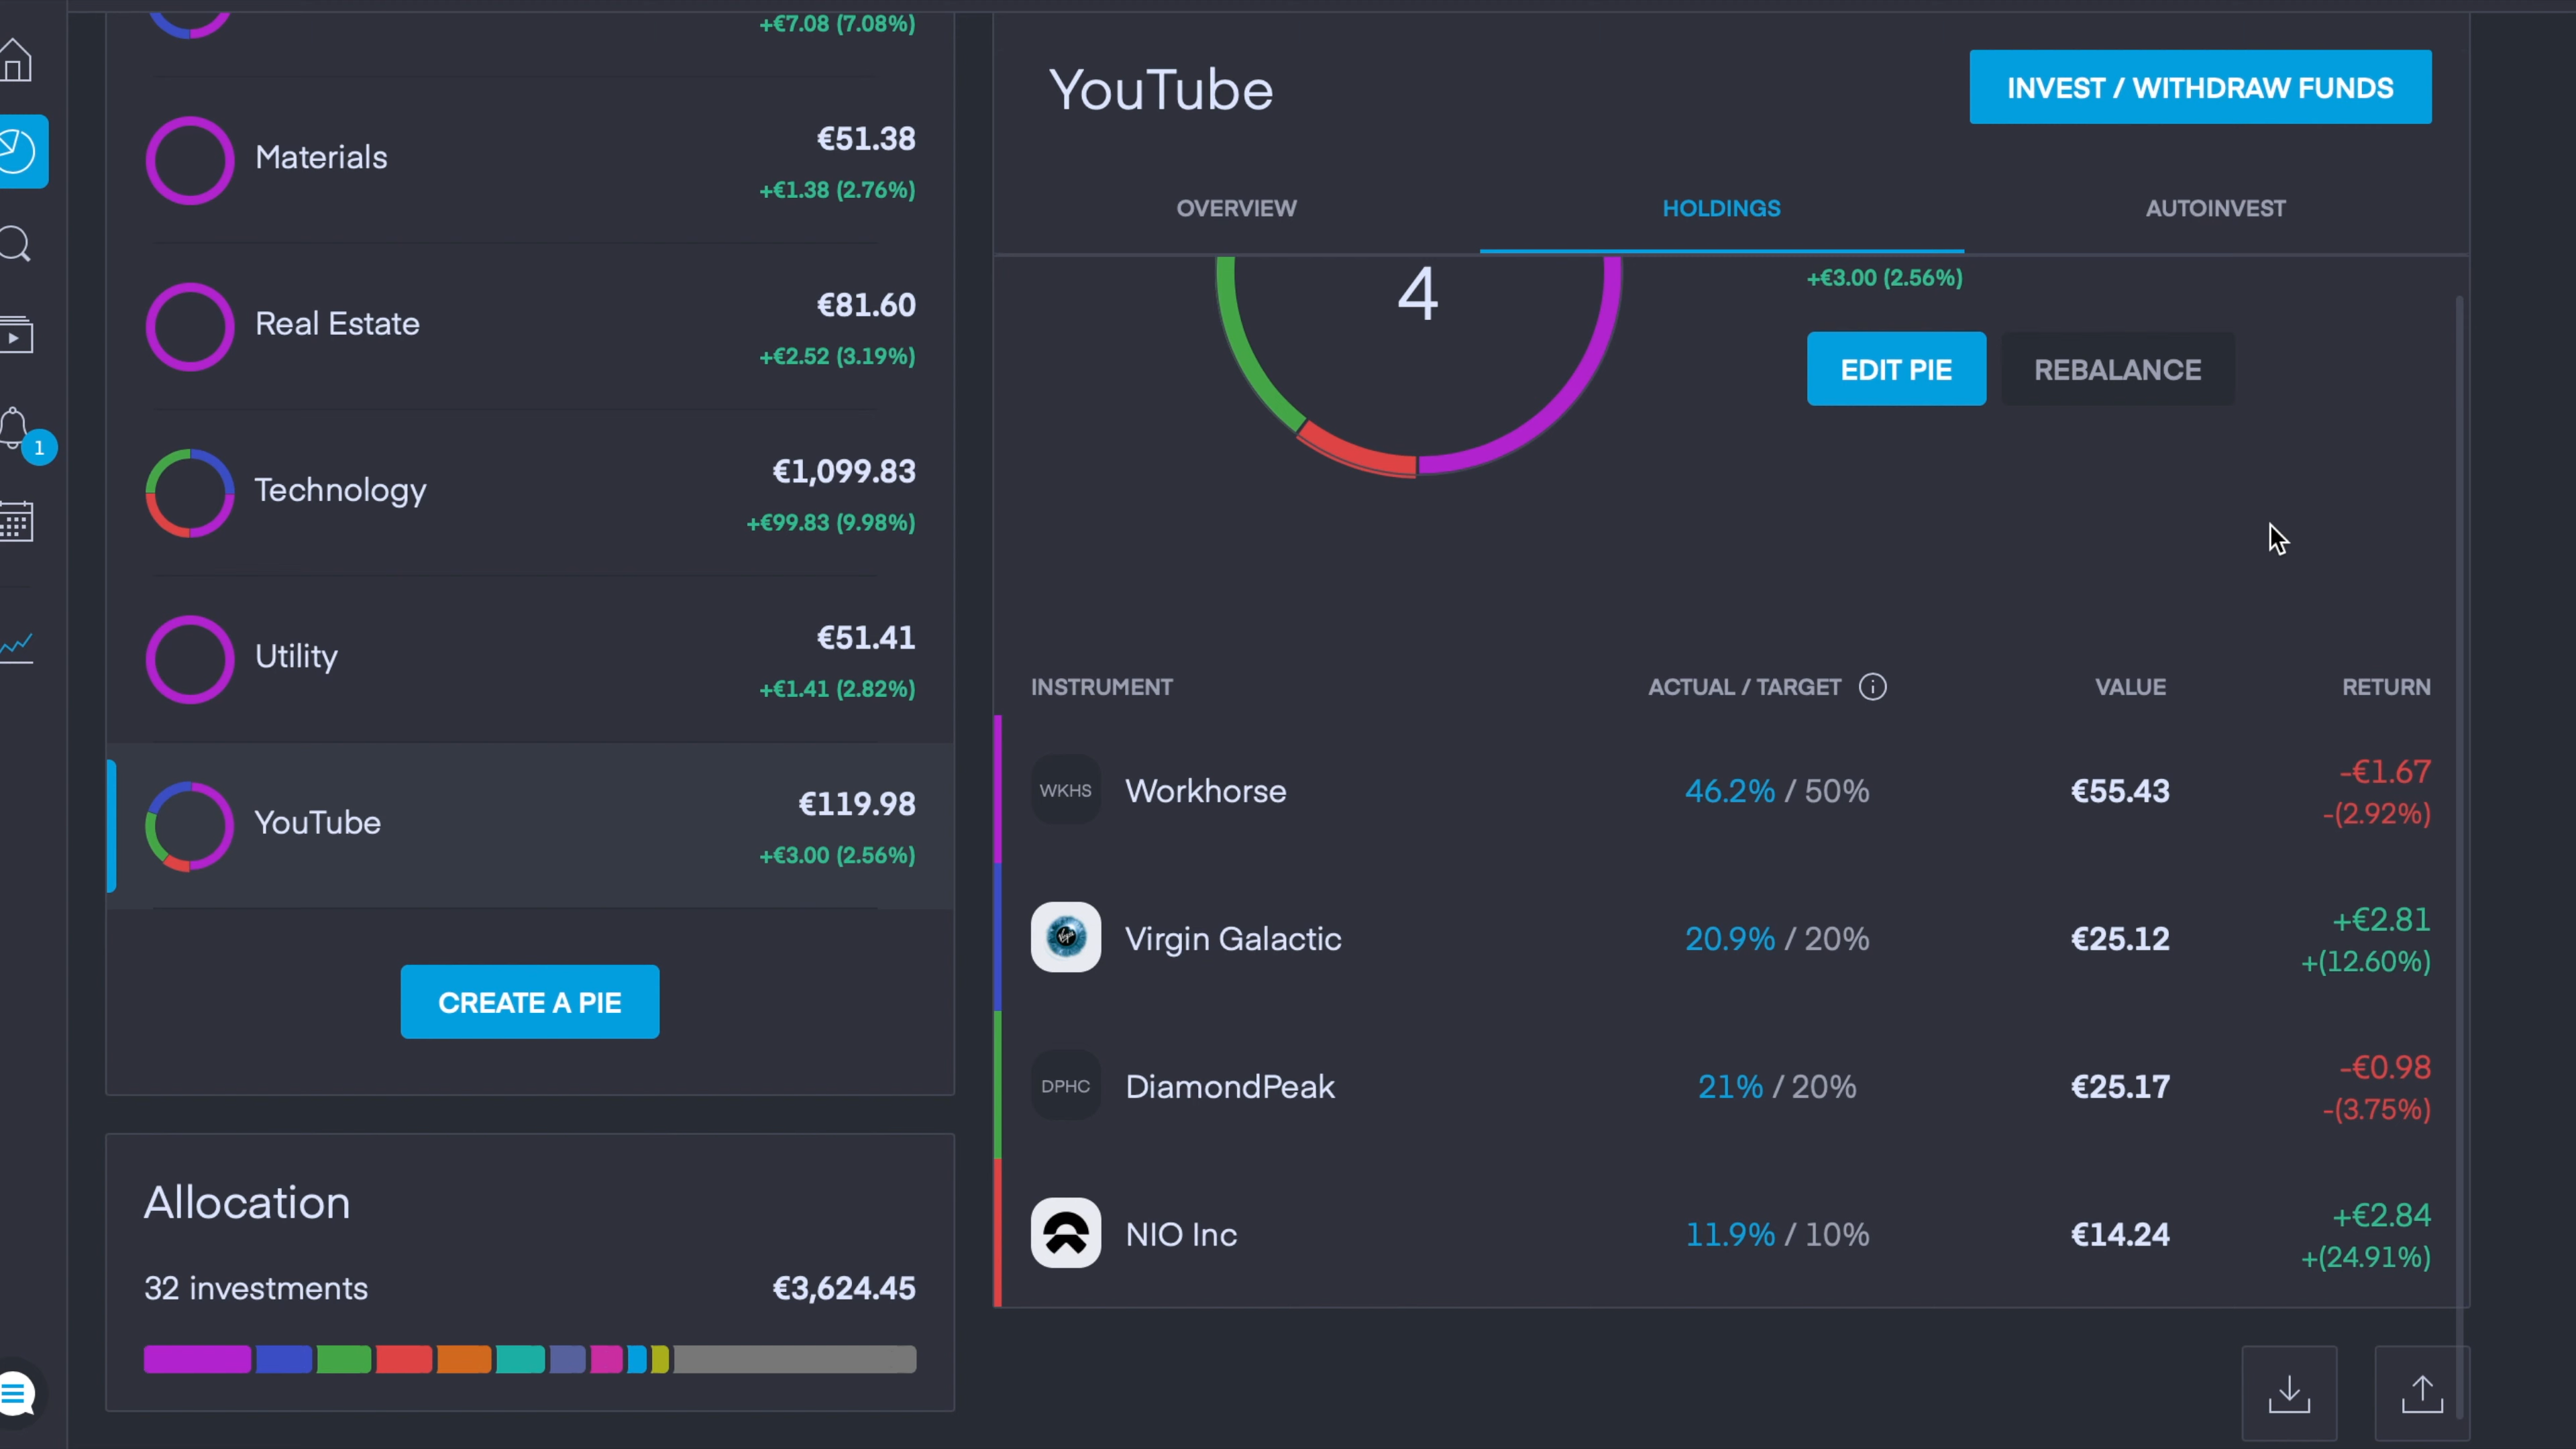 +€7.08 (7.08%)
Materials
€51.38
+€1.38 (2.76%)
Real Estate
€81.60
+€2.52 (3.19%)
Technology
€1,099.83
+€99.83 (9.98%)
Utility
€51.41
+€1.41 (2.82%)
YouTube
€119.98
+€3.00 (2.56%)
CREATE A PIE
Allocation
32 investments €3,624.45
1
YouTube
INVEST / WITHDRAW FUNDS
OVERVIEW HOLDINGS AUTOINVEST
4
+€3.00 (2.56%)
EDIT PIE REBALANCE
INSTRUMENT ACTUAL / TARGET i VALUE RETURN
WKHS Workhorse 46.2% / 50% €55.43 -€1.67
-(2.92%)
Virgin Galactic 20.9% / 20% €25.12 +€2.81
+(12.60%)
DPHC DiamondPeak 21% / 20% €25.17 -€0.98
-(3.75%)
NIO Inc 11.9% / 10% €14.24 +€2.84
+(24.91%)